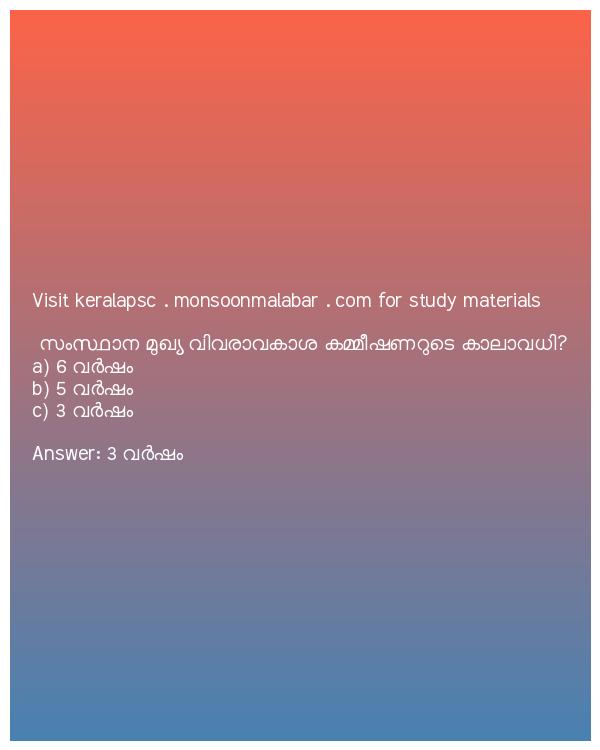 Visit keralapsc . monsoonmalabar . com for study materials
സംസ്ഥാന മുഖ്യ വിവരാവകാശ കമ്മീഷണറുടെ കാലാവധി?
a) 6 വർഷം
b) 5 വർഷം
c) 3 വർഷം
Answer: 3 വർഷം